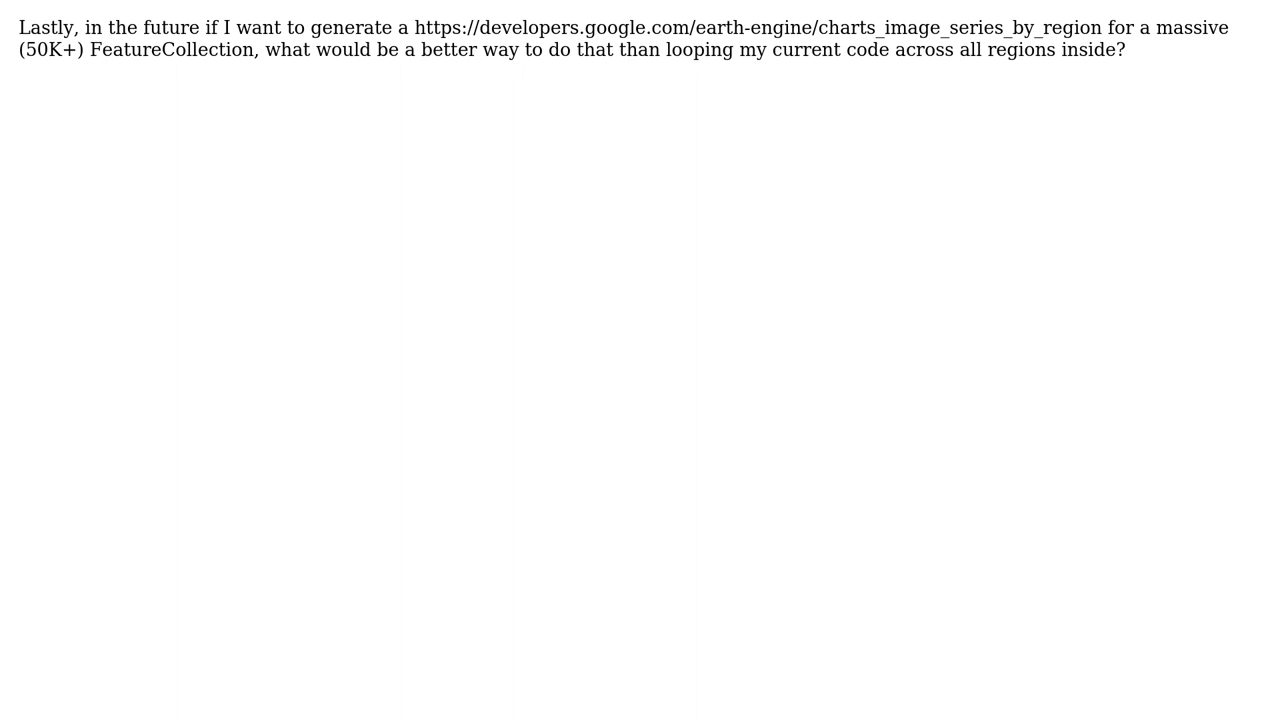 Lastly, in the future if I want to generate a https://developers.google.com/earth-engine/charts_image_series_by_region for a massive
(50K+) FeatureCollection, what would be a better way to do that than looping my current code across all regions inside?